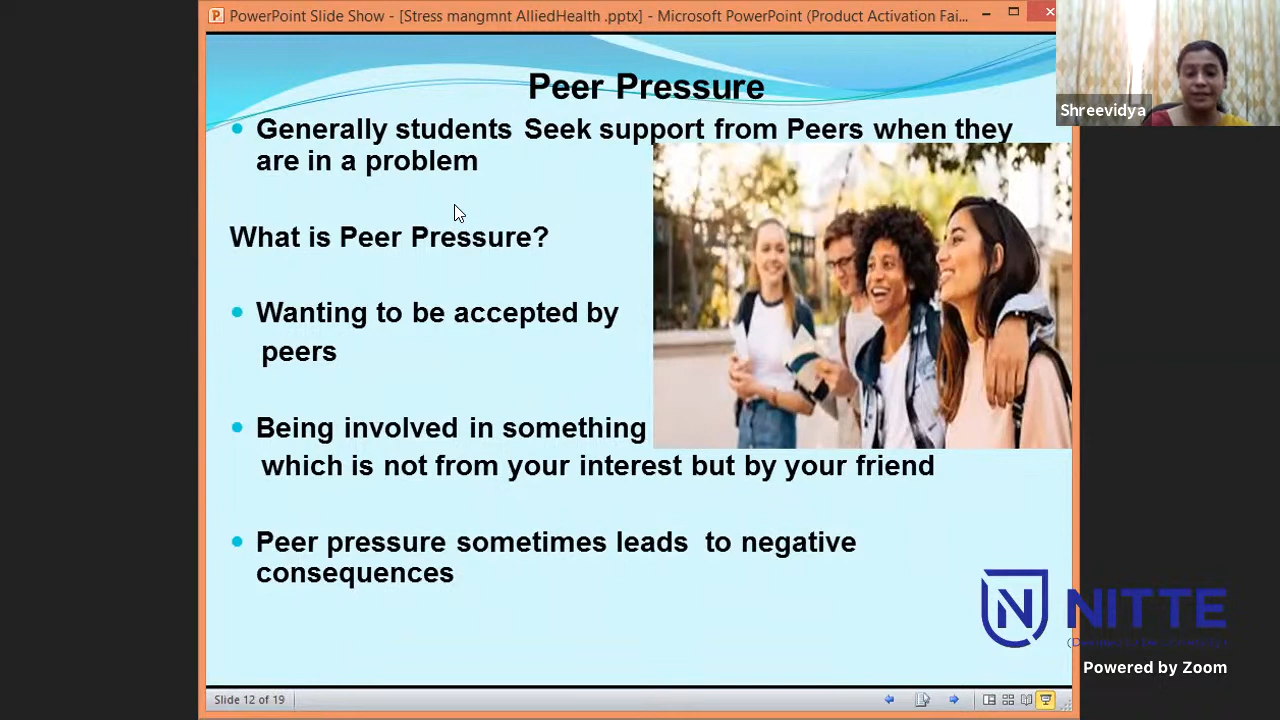 PowerPoint Slide Show - [Stress mangmnt AlliedHealth .pptx] - Microsoft PowerPoint (Product Activation Fai...
Peer Pressure
Shreevidya
• Generally students Seek support from Peers when they
are in a problem
What is Peer Pressure?
• Wanting to be accepted by
peers
• Being involved in something
which is not from your interest but by your friend
• Peer pressure sometimes leads to negative
consequences
N NITTE
Powered by Zoom
Slide 12 of 19